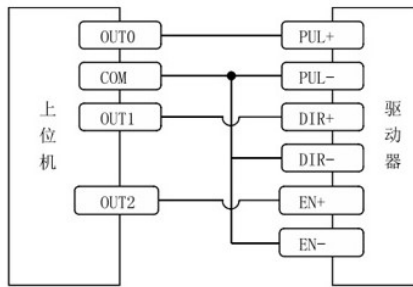 OUT0 PUL+
COM PUL-
OUT1 DIR+
DIR-
OUT2 EN+
EN-
上位机
驱动器